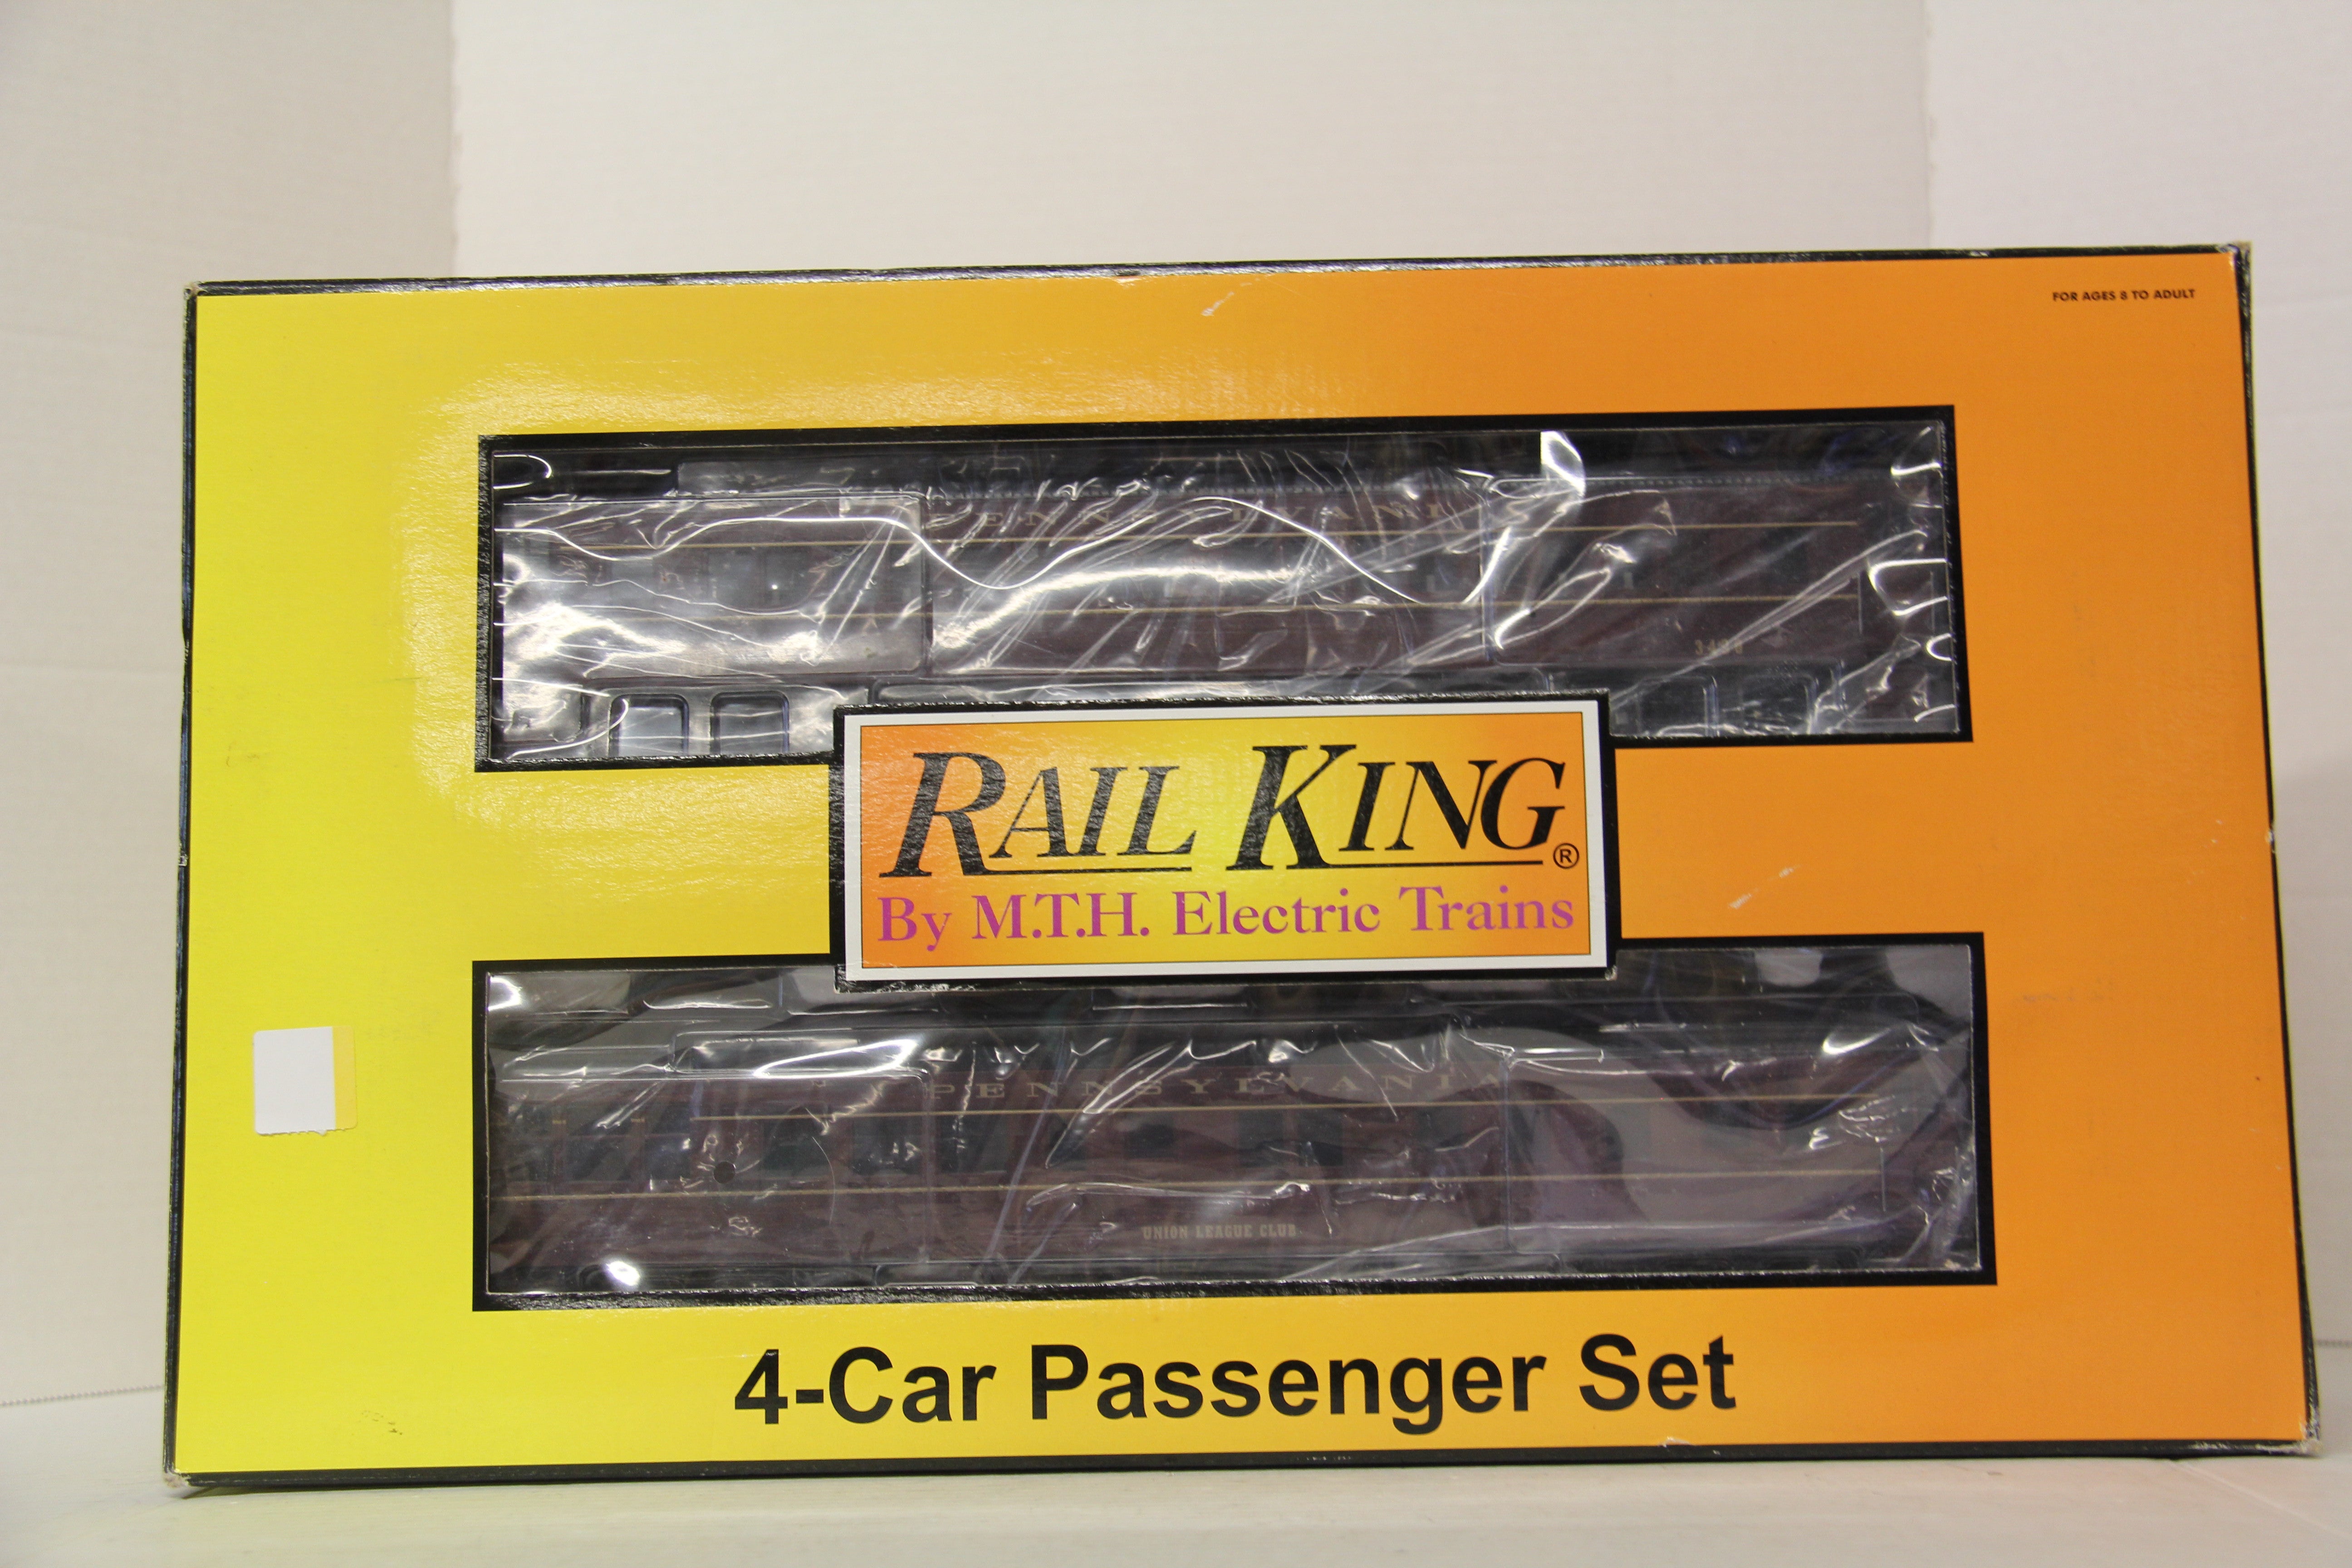 FOR AGES 8 TO ADULT
PENNSYLVANIA
RAIL KING®
By M.T.H. Electric Trains
PENNSYLVANIA
UNION LEAGUE CLUB
4-Car Passenger Set